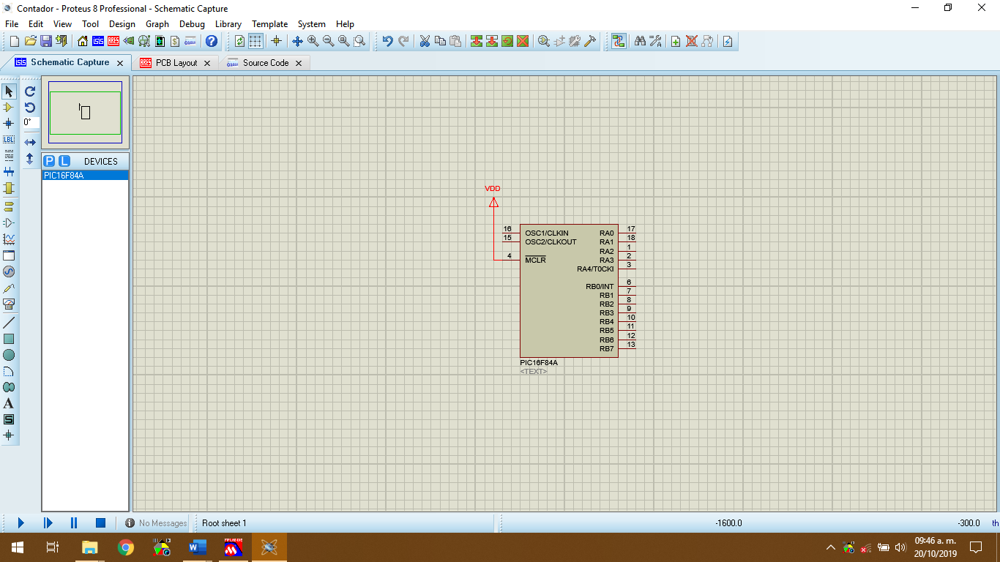 Contador - Proteus 8 Professional - Schematic Capture
File Edit View Tool Design Graph Debug Library Template System Help
Schematic Capture PCB Layout Source Code
0°
LBL
P L DEVICES
PIC16F84A
VDD
16 OSC1/CLKIN RA0 17
15 OSC2/CLKOUT RA1 18
RA2 1
4 MCLR RA3 2
RA4/T0CKI 3
RB0/INT 6
RB1 7
RB2 8
RB3 9
RB4 10
RB5 11
RB6 12
RB7 13
PIC16F84A
<TEXT>
A
S
No Messages Root sheet 1 -1600.0 -300.0 th
09:46 a. m.
20/10/2019